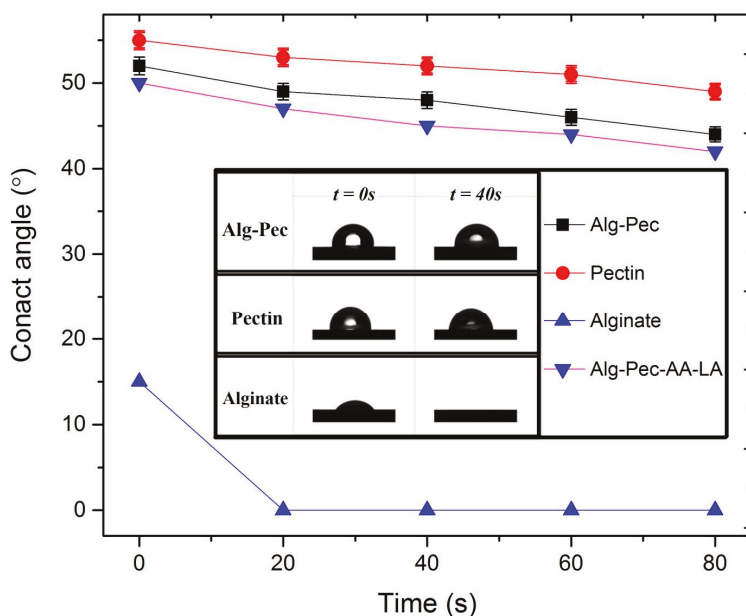 Conact angle (°)
50
40
30
20
10
0
t = 0s t = 40s
Alg-Pec
Pectin
Alginate
Alg-Pec
Pectin
Alginate
Alg-Pec-AA-LA
0 20 40 60 80
Time (s)